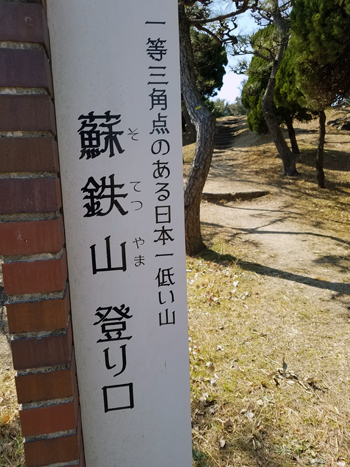 一等三角点のある日本一低い山
蘇鉄山登り口
そてつやま